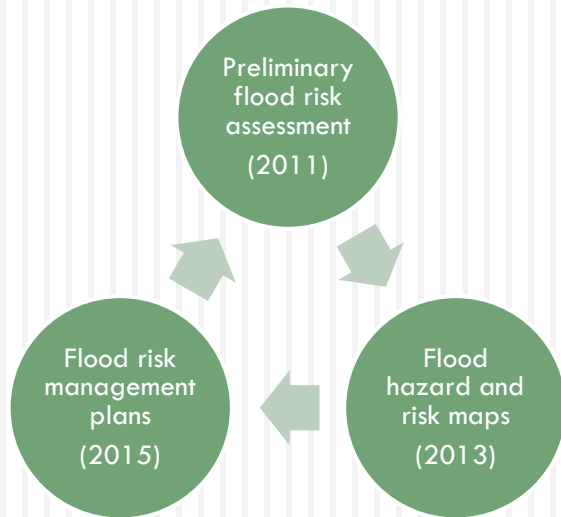 Preliminary
flood risk
assessment
(2011)
Flood
hazard and
risk maps
(2013)
Flood risk
management
plans
(2015)